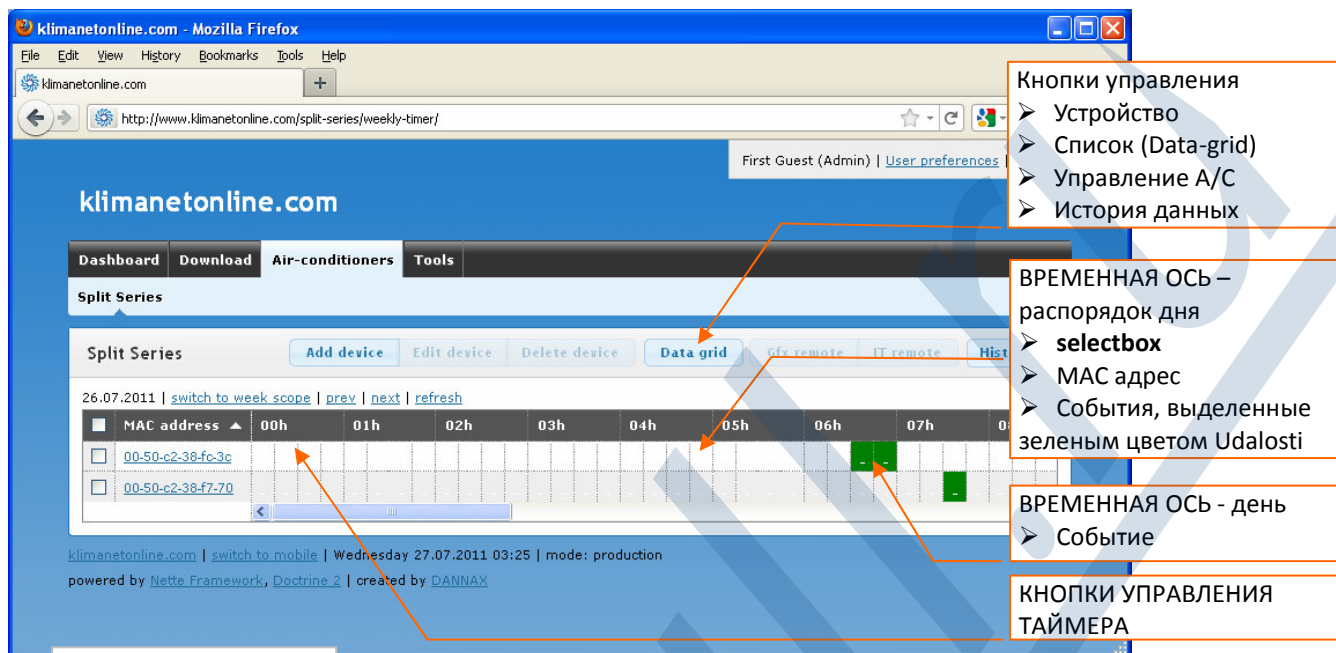 klimanetonline.com - Mozilla Firefox
File Edit View History Bookmarks Tools Help
klimanetonline.com
http://www.klimanetonline.com/split-series/weekly-timer/
First Guest (Admin) | User preferences |
klimanetonline.com
Dashboard Download Air-conditioners Tools
Split Series
Split Series Add device Edit device Delete device Data grid Gfx remote IT remote Hist
26.07.2011 | switch to week scope | prev | next | refresh
MAC address 00h 01h 02h 03h 04h 05h 06h 07h 0
00-50-c2-38-fc-3c
00-50-c2-38-f7-70
klimanetonline.com | switch to mobile | Wednesday 27.07.2011 03:25 | mode: production
powered by Nette Framework, Doctrine 2 | created by DANNAX
Кнопки управления
➢ Устройство
➢ Список (Data-grid)
➢ Управление A/C
➢ История данных
ВРЕМЕННАЯ ОСЬ –
распорядок дня
➢ selectbox
➢ MAC адрес
➢ События, выделенные
зеленым цветом Udalosti
ВРЕМЕННАЯ ОСЬ - день
➢ Событие
КНОПКИ УПРАВЛЕНИЯ
ТАЙМЕРА